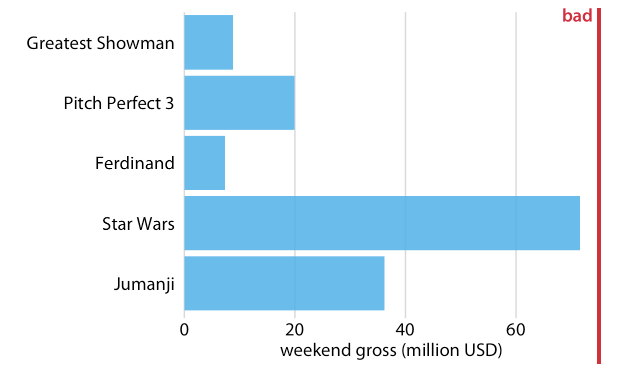 bad
Greatest Showman
Pitch Perfect 3
Ferdinand
Star Wars
Jumanji
0 20 40 60
weekend gross (million USD)